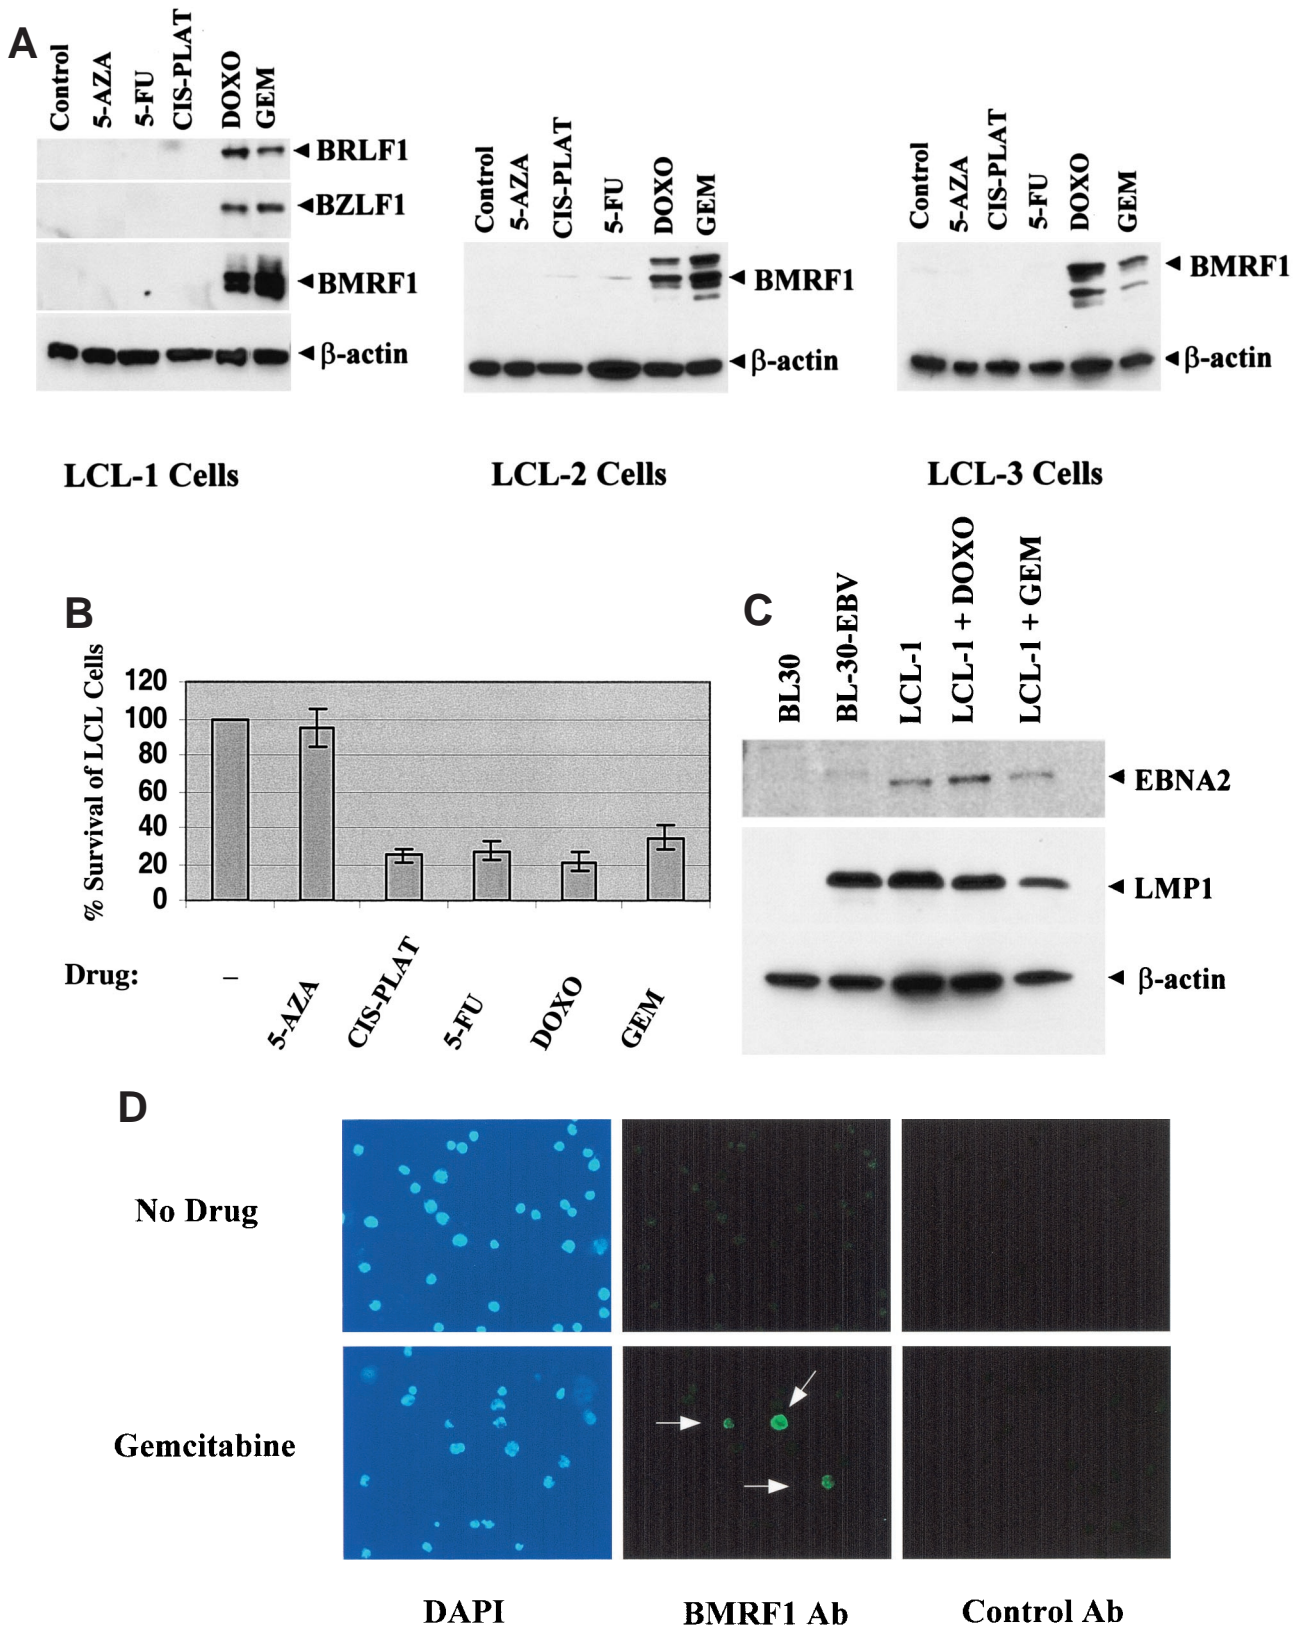 A
Control
5-AZA
5-FU
CIS-PLAT
DOXO
GEM
BRLF1
BZLF1
BMRF1
β-actin
LCL-1 Cells
Control
5-AZA
CIS-PLAT
5-FU
DOXO
GEM
BMRF1
β-actin
LCL-2 Cells
Control
5-AZA
CIS-PLAT
5-FU
DOXO
GEM
BMRF1
β-actin
LCL-3 Cells
B
% Survival of LCL Cells
120
100
80
60
40
20
0
Drug:
–
5-AZA
CIS-PLAT
5-FU
DOXO
GEM
C
BL30
BL-30-EBV
LCL-1
LCL-1 + DOXO
LCL-1 + GEM
EBNA2
LMP1
β-actin
D
No Drug
Gemcitabine
DAPI
BMRF1 Ab
Control Ab